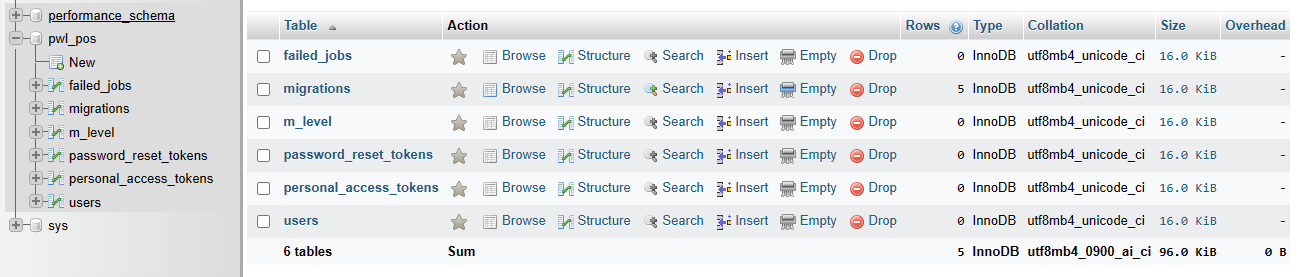 performance_schema
pwl_pos
New
failed_jobs
migrations
m_level
password_reset_tokens
personal_access_tokens
users
sys
Table Action Rows Type Collation Size Overhead
failed_jobs Browse Structure Search Insert Empty Drop 0 InnoDB utf8mb4_unicode_ci 16.0 KiB -
migrations Browse Structure Search Insert Empty Drop 5 InnoDB utf8mb4_unicode_ci 16.0 KiB -
m_level Browse Structure Search Insert Empty Drop 0 InnoDB utf8mb4_unicode_ci 16.0 KiB -
password_reset_tokens Browse Structure Search Insert Empty Drop 0 InnoDB utf8mb4_unicode_ci 16.0 KiB -
personal_access_tokens Browse Structure Search Insert Empty Drop 0 InnoDB utf8mb4_unicode_ci 16.0 KiB -
users Browse Structure Search Insert Empty Drop 0 InnoDB utf8mb4_unicode_ci 16.0 KiB -
6 tables Sum 5 InnoDB utf8mb4_0900_ai_ci 96.0 KiB 0 B